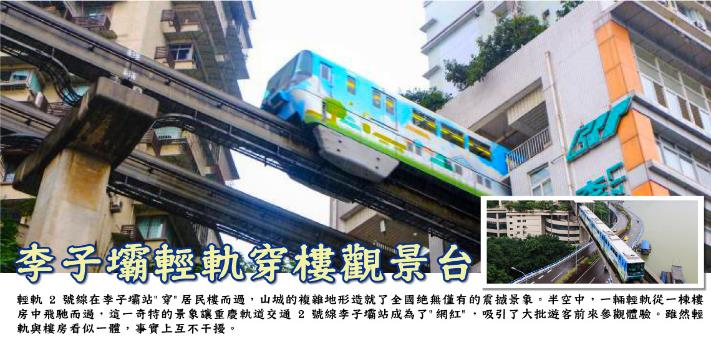 李子壩輕軌穿樓觀景台
輕軌 2 號線在李子壩站"穿"居民樓而過，山城的複雜地形造就了全國絕無僅有的震撼景象。半空中，一輛輕軌從一棟樓
房中飛馳而過，這一奇特的景象讓重慶軌道交通 2 號線李子壩站成為了"網紅"，吸引了大批遊客前來參觀體驗。雖然輕
軌與樓房看似一體，事實上互不干擾。